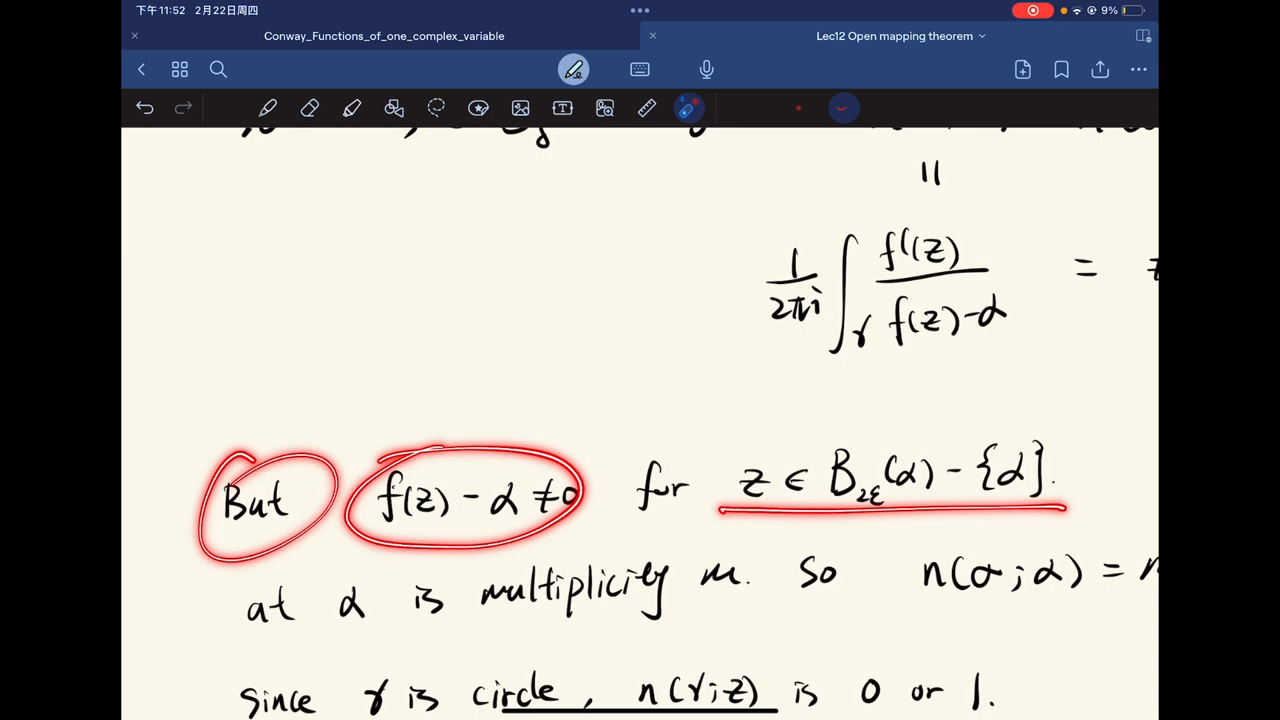 下午11:52 2月22日周四
9%
Conway_Functions_of_one_complex_variable
Lec12 Open mapping theorem
||
1/2πi ∫γ f'(z)/f(z)-α =
But f(z) - α ≠0 for z ∈ B2ε(α) - {α}.
at α is multiplicity m. So n(σ;α) =
since γ is circle, n(γ;z) is 0 or 1.